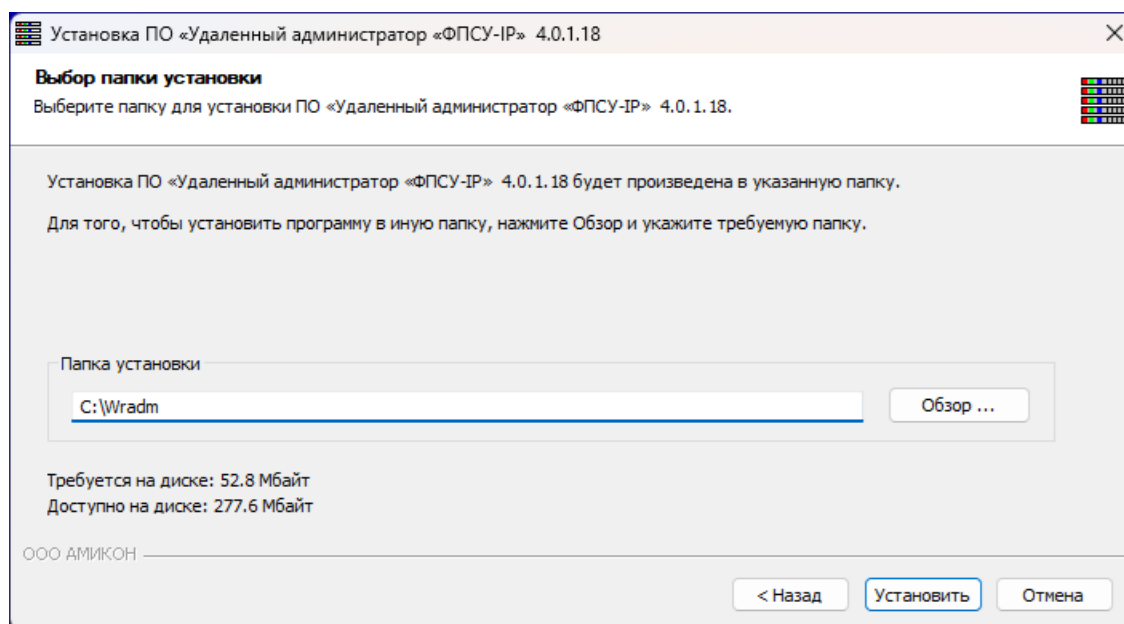 Установка ПО «Удаленный администратор «ФПСУ-IP» 4.0.1.18
Выбор папки установки
Выберите папку для установки ПО «Удаленный администратор «ФПСУ-IP» 4.0.1.18.
Установка ПО «Удаленный администратор «ФПСУ-IP» 4.0.1.18 будет произведена в указанную папку.
Для того, чтобы установить программу в иную папку, нажмите Обзор и укажите требуемую папку.
Папка установки
C:\Wradm
Обзор ...
Требуется на диске: 52.8 Мбайт
Доступно на диске: 277.6 Мбайт
ООО АМИКОН
< Назад
Установить
Отмена